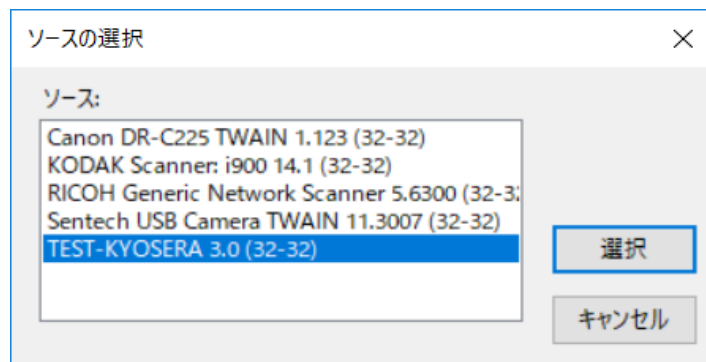 ソースの選択
ソース:
Canon DR-C225 TWAIN 1.123 (32-32)
KODAK Scanner: i900 14.1 (32-32)
RICOH Generic Network Scanner 5.6300 (32-3
Sentech USB Camera TWAIN 11.3007 (32-32)
TEST-KYOSERA 3.0 (32-32)
選択
キャンセル